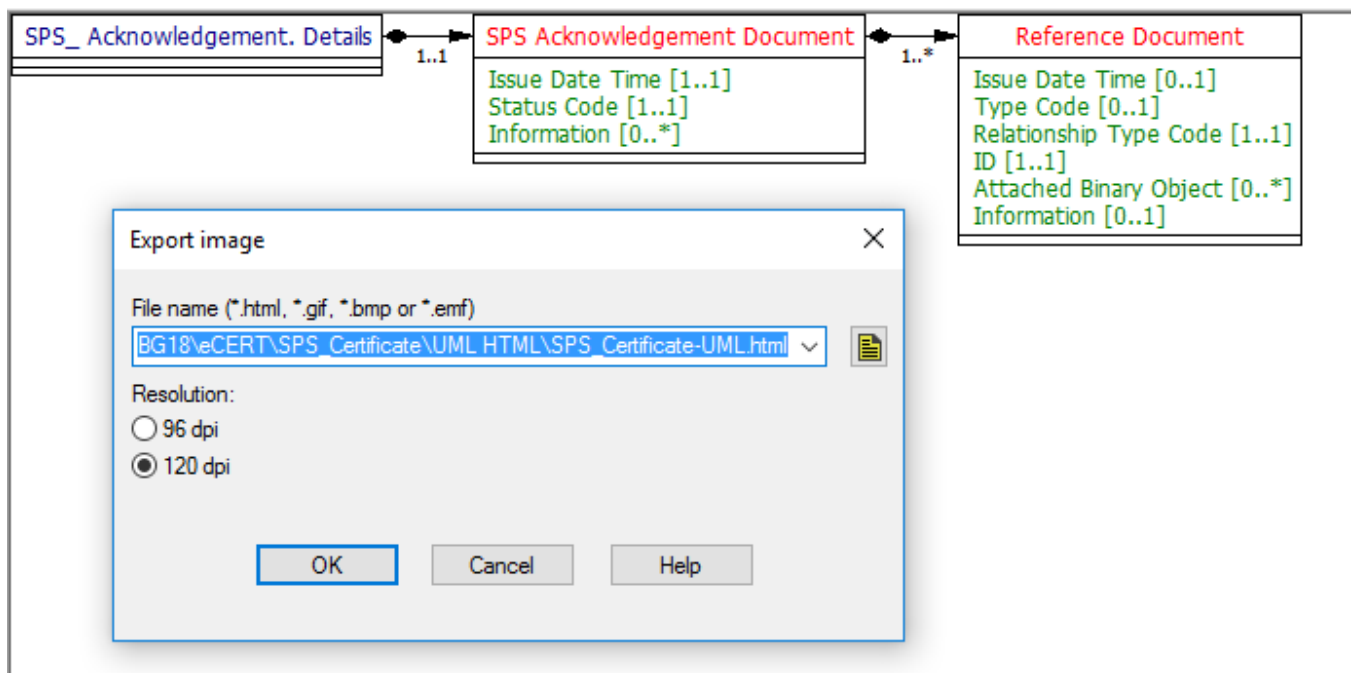 SPS_ Acknowledgement. Details
1..1
SPS Acknowledgement Document
Issue Date Time [1..1]
Status Code [1..1]
Information [0..*]
1..*
Reference Document
Issue Date Time [0..1]
Type Code [0..1]
Relationship Type Code [1..1]
ID [1..1]
Attached Binary Object [0..*]
Information [0..1]
Export image
File name (*.html, *.gif, *.bmp or *.emf)
BG18\eCERT\SPS_Certificate\UML HTML\SPS_Certificate-UML.html
Resolution:
96 dpi
120 dpi
OK
Cancel
Help